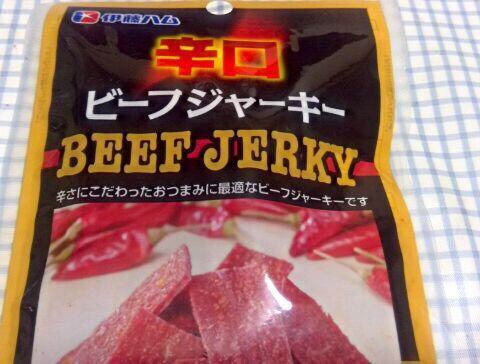 伊藤ハム
辛口
ビーフジャーキー
BEEF JERKY
辛さにこだわったおつまみに最適なビーフジャーキーです